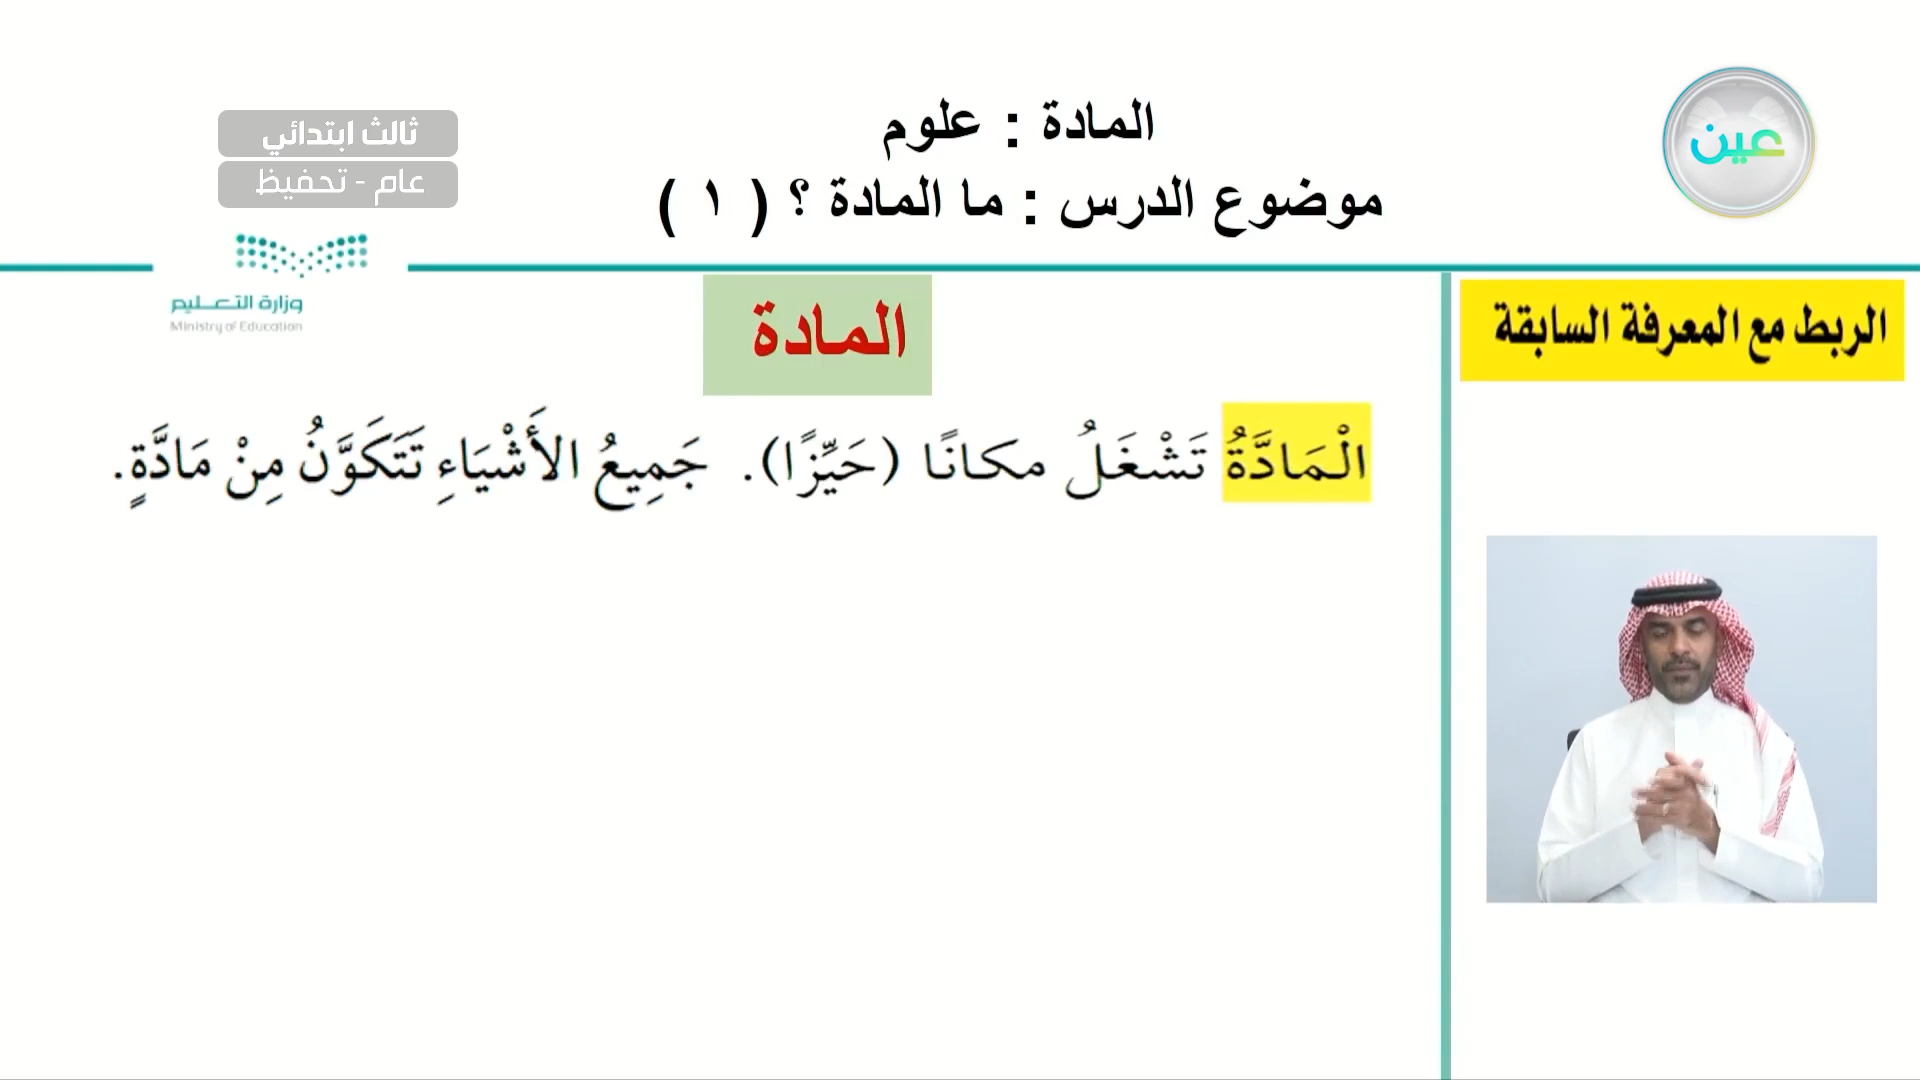 عين
المادة : علوم
موضوع الدرس : ما المادة ؟ ( ١ )
ثالث ابتدائي
عام - تحفيظ
وزارة التعليم
Ministry of Education
الربط مع المعرفة السابقة
المادة
الْمَادَّةُ تَشْغَلُ مكانًا (حَيِّزًا). جَمِيعُ الأَشْيَاءِ تَتَكَوَّنُ مِنْ مَادَّةٍ.